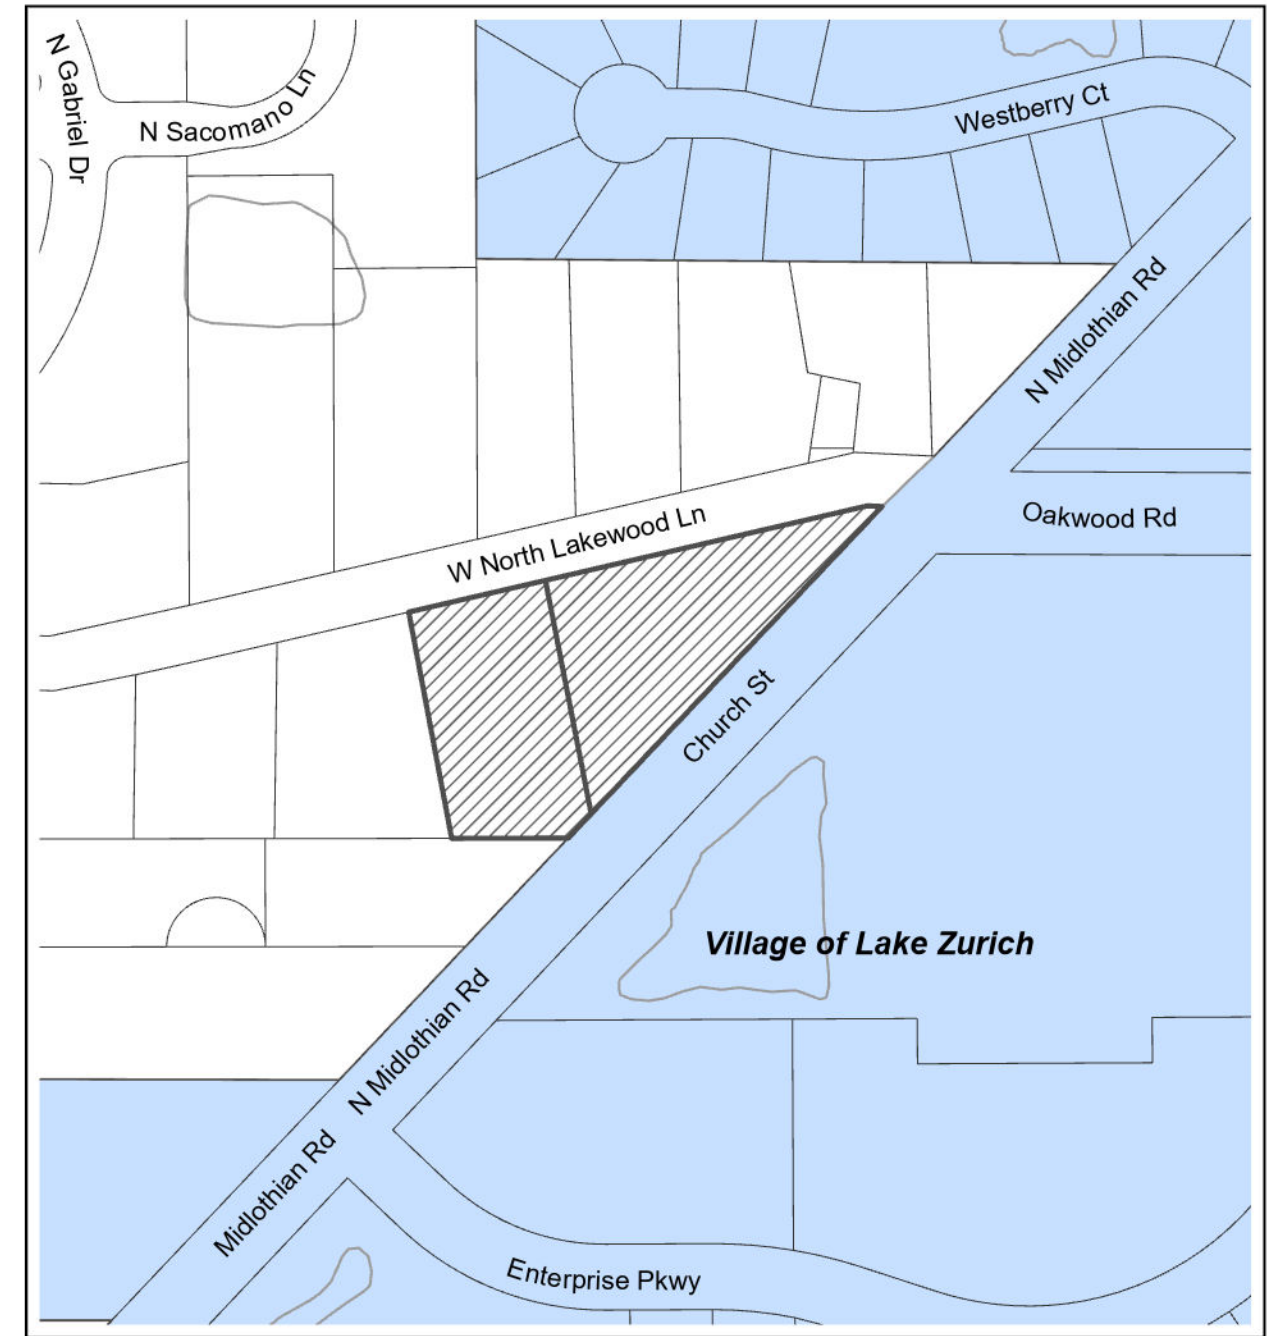 N Gabriel Dr
N Sacomano Ln
Westberry Ct
N Midlothian Rd
Oakwood Rd
W North Lakewood Ln
Church St
Village of Lake Zurich
N Midlothian Rd
Midlothian Rd
Enterprise Pkwy